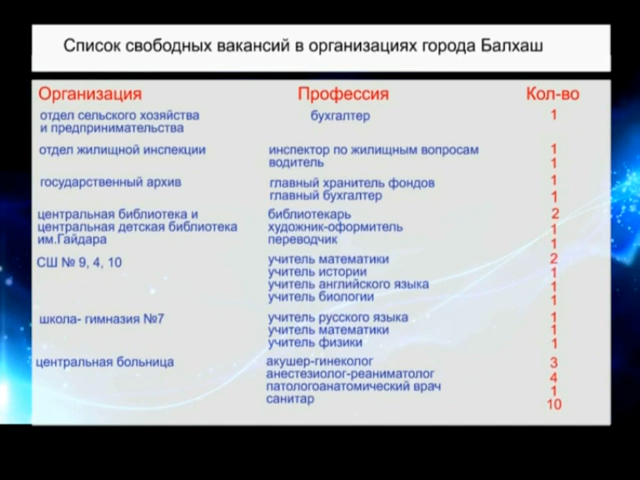 Список свободных вакансий в организациях города Балхаш
Организация Профессия Кол-во
отдел сельского хозяйства бухгалтер 1
и предпринимательства
отдел жилищной инспекции инспектор по жилищным вопросам 1
водитель 1
государственный архив главный хранитель фондов 1
главный бухгалтер 1
центральная библиотека и библиотекарь 2
центральная детская библиотека художник-оформитель 1
им.Гайдара переводчик 1
СШ № 9, 4, 10 учитель математики 2
учитель истории 1
учитель английского языка 1
учитель биологии 1
школа- гимназия №7 учитель русского языка 1
учитель математики 1
учитель физики 1
центральная больница акушер-гинеколог 3
анестезиолог-реаниматолог 4
патологоанатомический врач 1
санитар 10